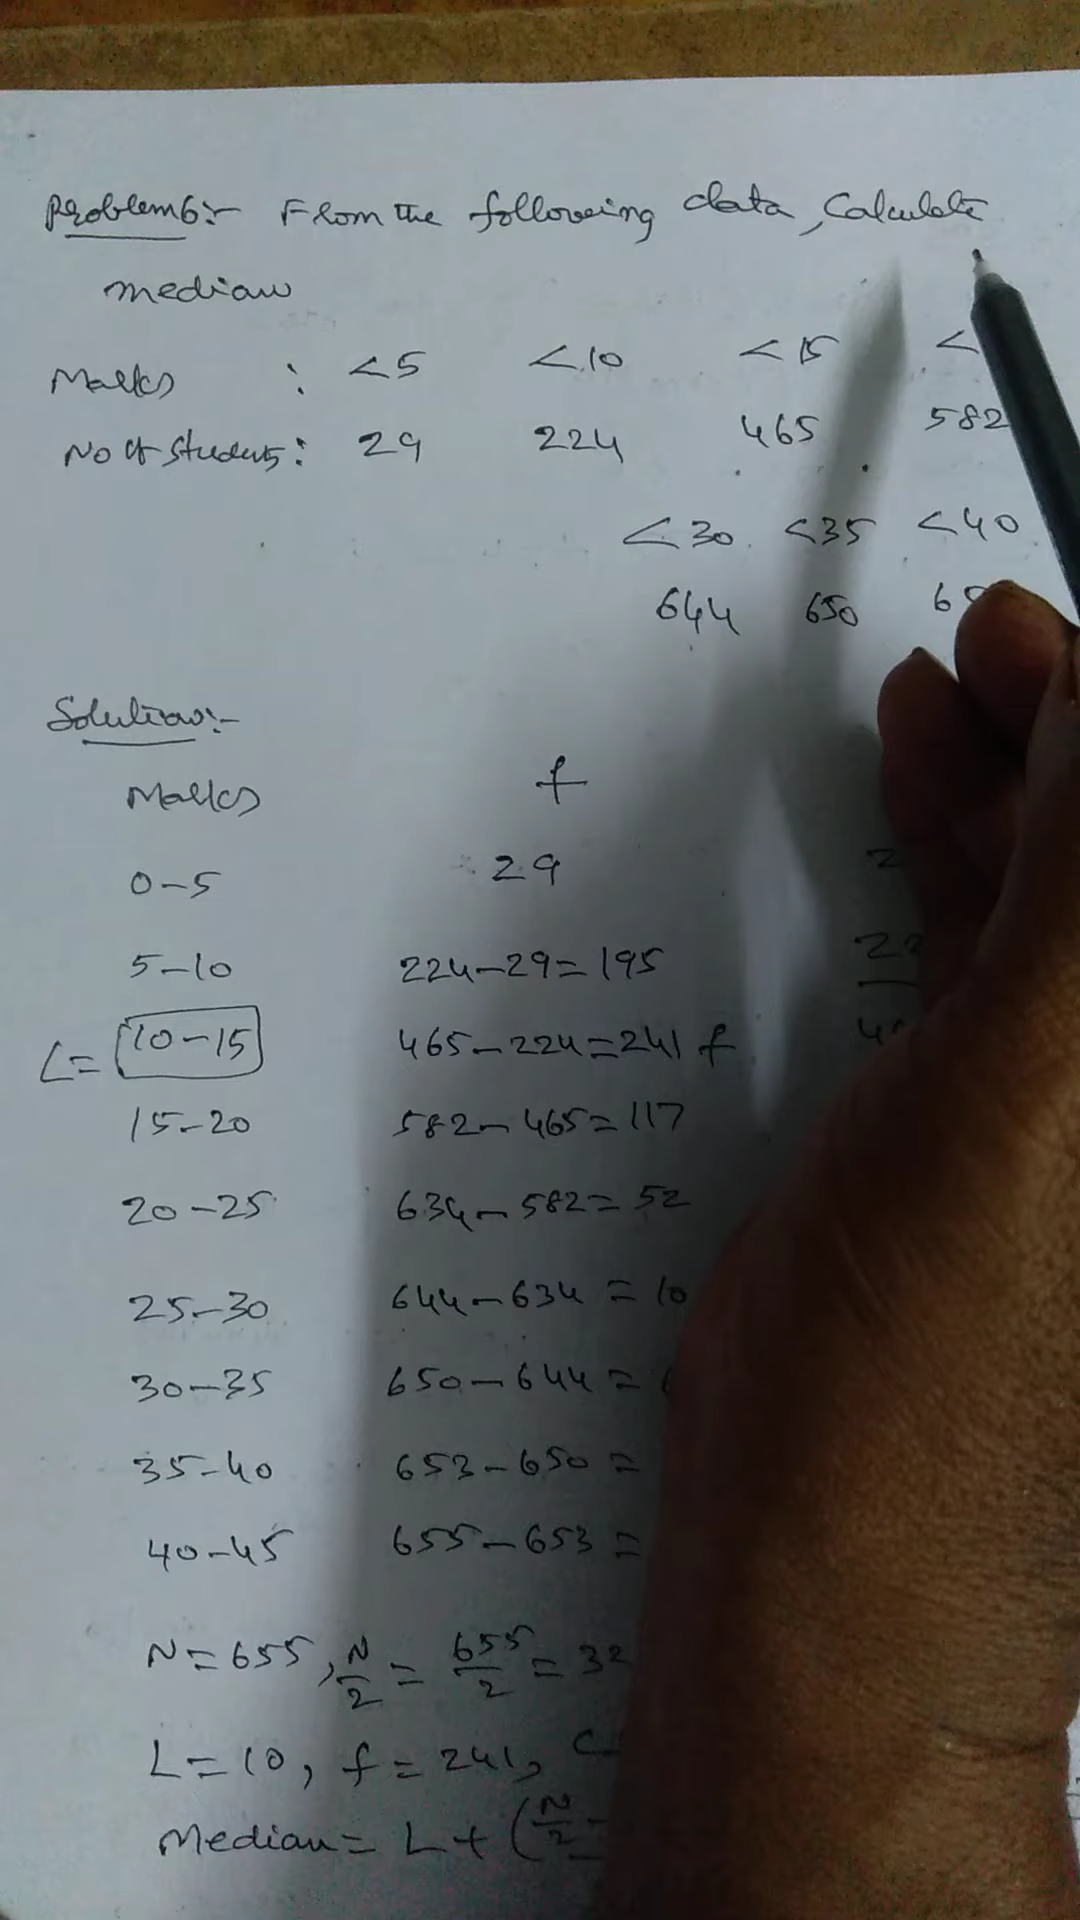 Problem 6:- From the following data, calculate
median
Marks : <5 <10 <15 <
No of Students: 29 224 465 582
<30 <35 <40
644 650
Solution:-
Marks f
0-5 29
5-10 224-29=195
L= 10-15 465-224=241 f
15-20 582-465=117
20-25 634-582=52
25-30 644-634=10
30-35 650-644=
35-40 653-650=
40-45 655-653=
N=655, N/2 = 655/2 = 32
L=10, f=241, C
Median= L+(N/2-